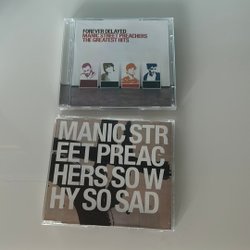 FOREVER DELAYED
MANIC STREET PREACHERS
THE GREATEST HITS
MANIC STR
EET PREAC
HERS SO W
HY SO SAD